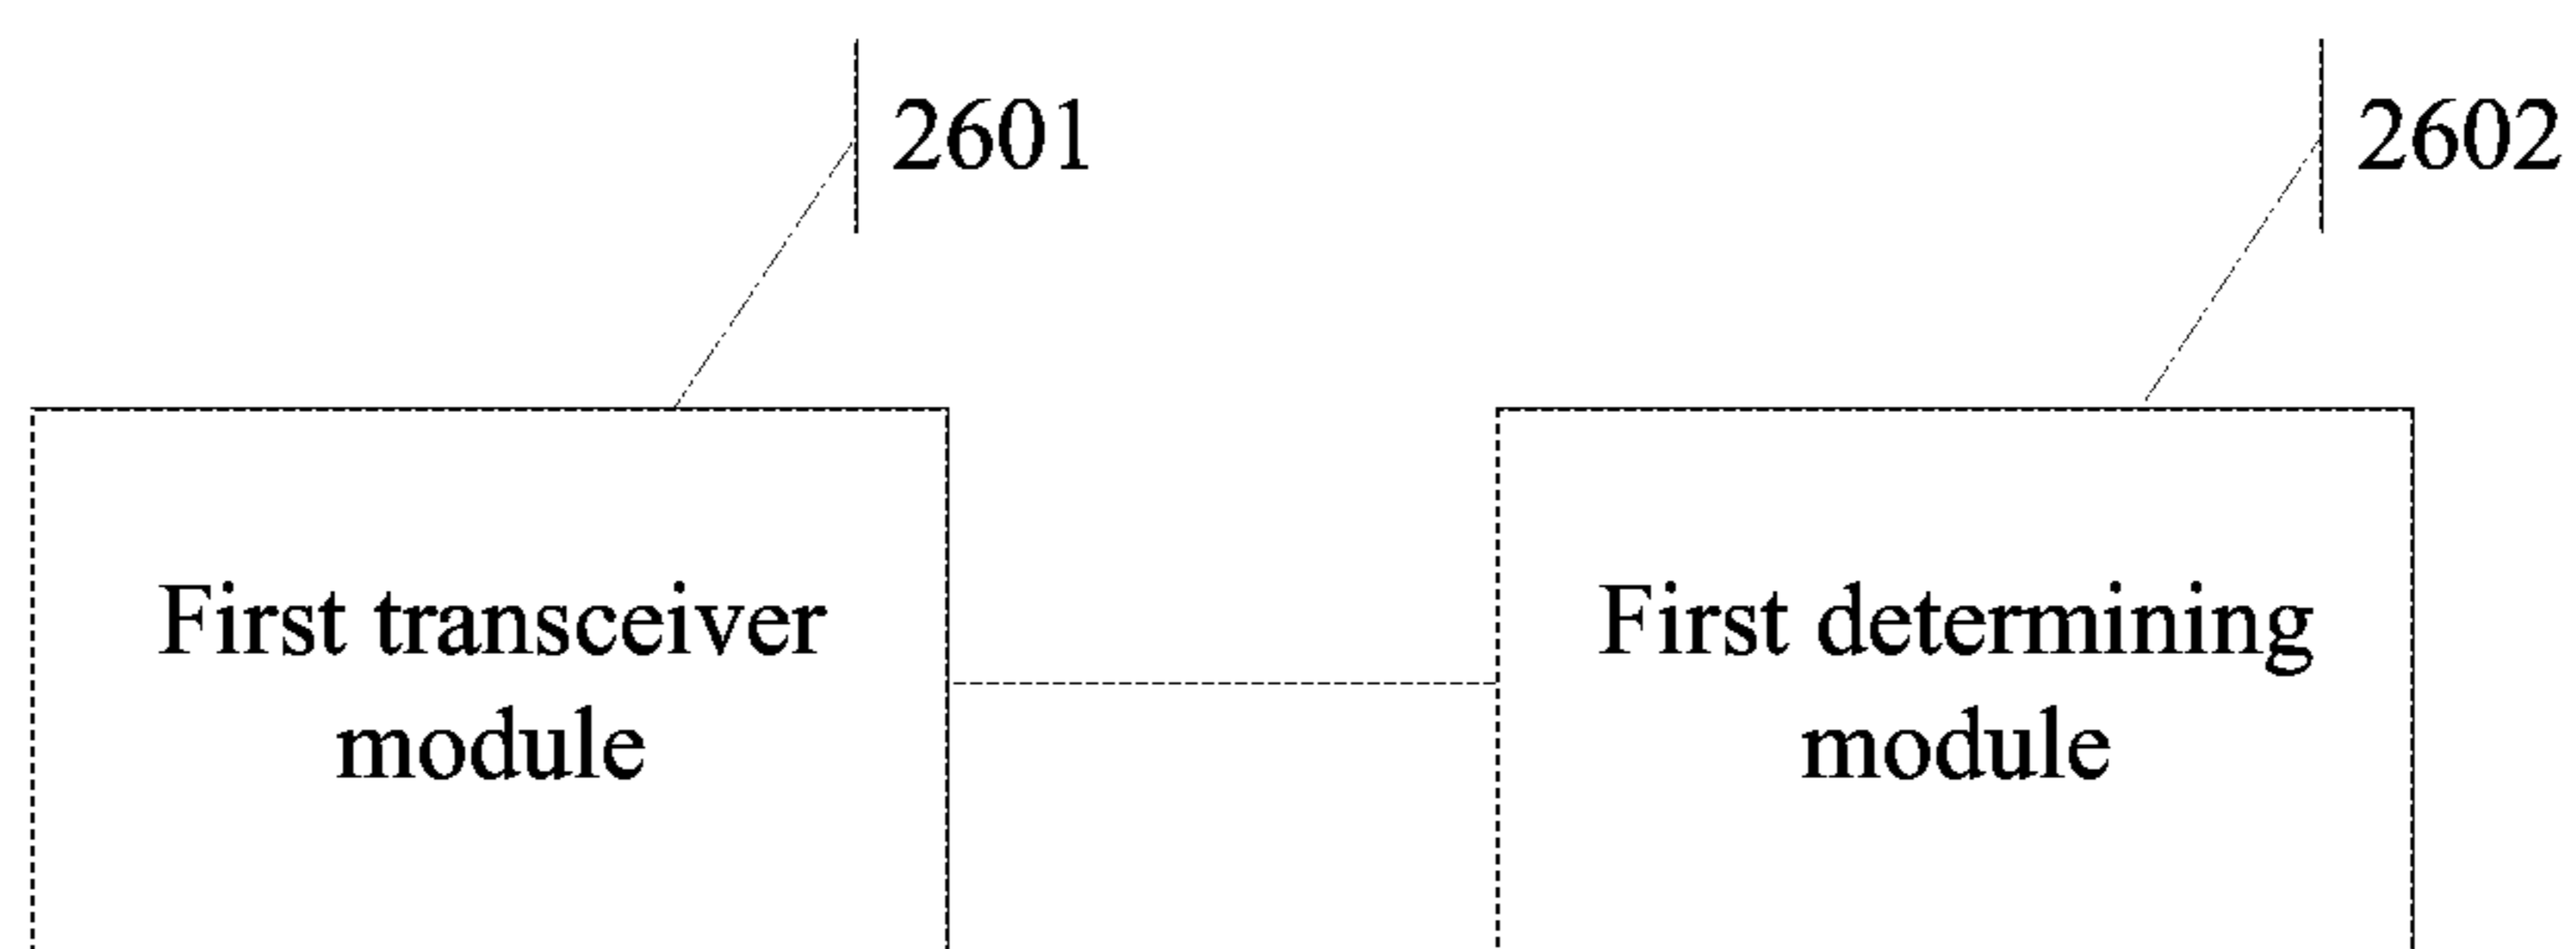 2601
2602
First transceiver
module
First determining
module